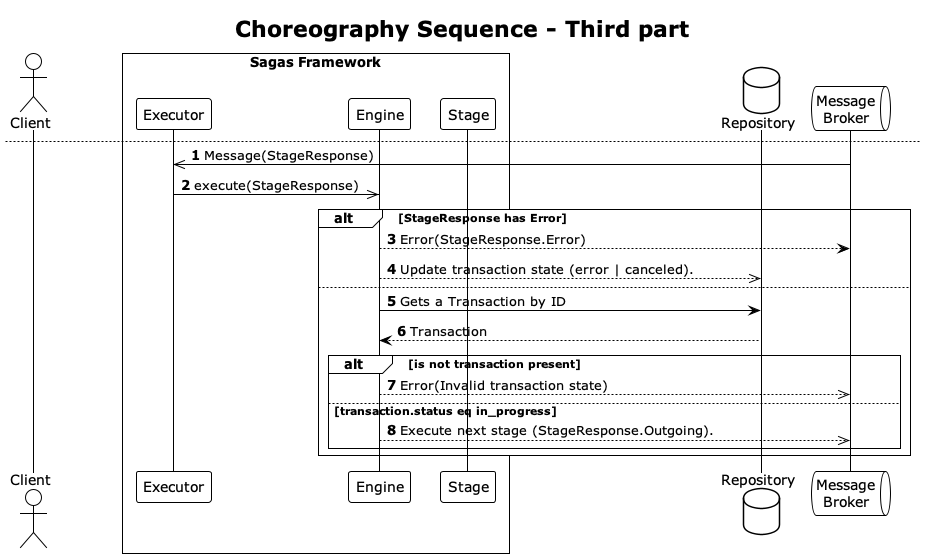 Choreography Sequence - Third part
Sagas Framework
Client
Executor
Engine
Stage
Repository
Message
Broker
1 Message(StageResponse)
2 execute(StageResponse)
alt [StageResponse has Error]
3 Error(StageResponse.Error)
4 Update transaction state (error | canceled).
5 Gets a Transaction by ID
6 Transaction
alt [is not transaction present]
7 Error(Invalid transaction state)
[transaction.status eq in_progress]
8 Execute next stage (StageResponse.Outgoing).
Client
Executor
Engine
Stage
Repository
Message
Broker